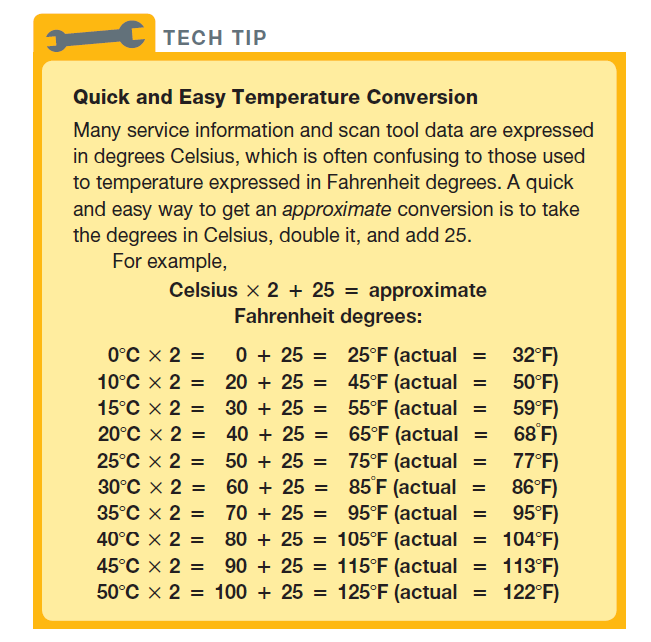 TECH TIP
Quick and Easy Temperature Conversion
Many service information and scan tool data are expressed
in degrees Celsius, which is often confusing to those used
to temperature expressed in Fahrenheit degrees. A quick
and easy way to get an approximate conversion is to take
the degrees in Celsius, double it, and add 25.
For example,
Celsius × 2 + 25 = approximate
Fahrenheit degrees:
0°C × 2 = 0 + 25 = 25°F (actual = 32°F)
10°C × 2 = 20 + 25 = 45°F (actual = 50°F)
15°C × 2 = 30 + 25 = 55°F (actual = 59°F)
20°C × 2 = 40 + 25 = 65°F (actual = 68°F)
25°C × 2 = 50 + 25 = 75°F (actual = 77°F)
30°C × 2 = 60 + 25 = 85°F (actual = 86°F)
35°C × 2 = 70 + 25 = 95°F (actual = 95°F)
40°C × 2 = 80 + 25 = 105°F (actual = 104°F)
45°C × 2 = 90 + 25 = 115°F (actual = 113°F)
50°C × 2 = 100 + 25 = 125°F (actual = 122°F)